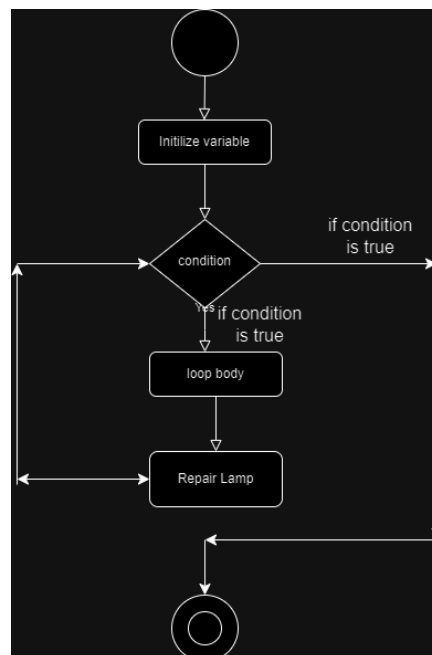 Initilize variable
if condition
is true
condition
Yes
if condition
is true
loop body
Repair Lamp